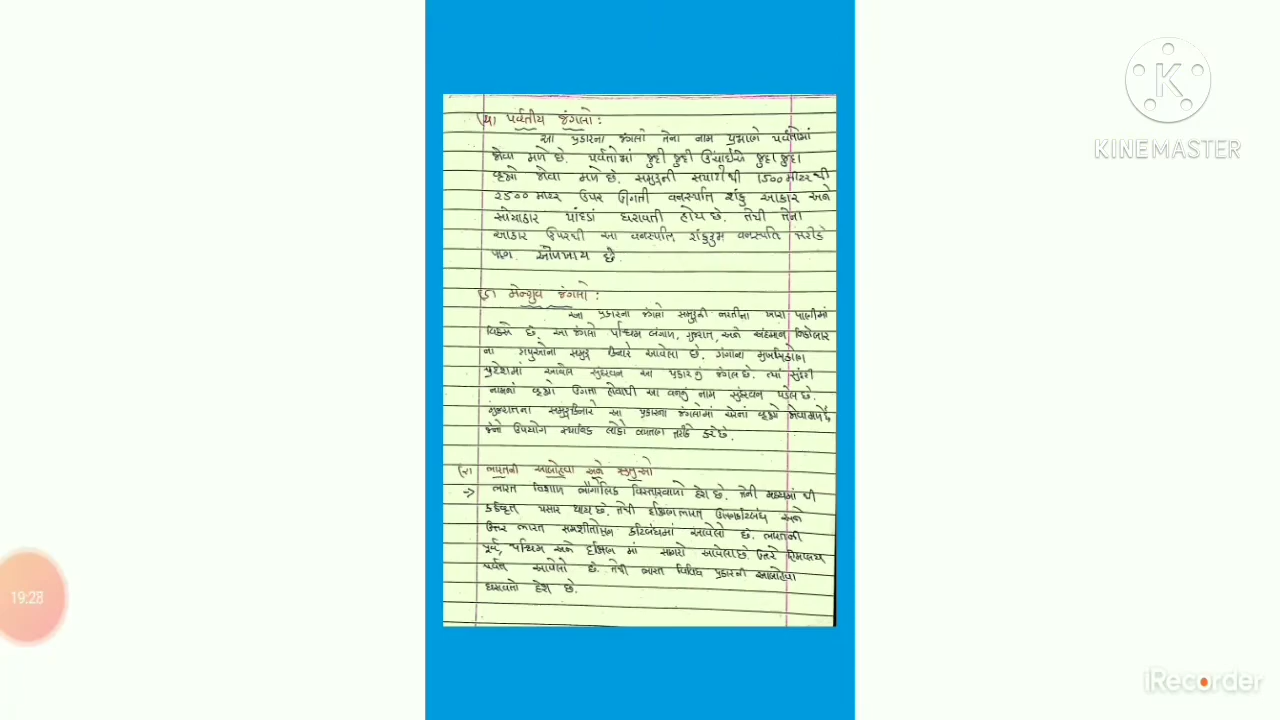 (૫) પર્વતીય જંગલો :
આ પ્રકારના જંગલો તેના નામ પ્રમાણે પર્વતોમાં
જોવા મળે છે. પર્વતોમાં જુદી જુદી ઉંચાઈએ જુદા જુદા
વૃક્ષો જોવા મળે છે. સમુદ્રની સપાટીથી 1500 મીટરથી
૨૫૦૦ મીટર ઉપર ઊગતી વનસ્પતિ શંકુ આકાર અને
સોયાકાર પાંદડાં ધરાવતી હોય છે. તેથી તેના
આકાર ઉપરથી આ વનસ્પતિ શંકુદ્રુમ વનસ્પતિ તરીકે
પણ ઓળખાય છે.
(૬) મેન્ગ્રુવ જંગલો :
આ પ્રકારના જંગલો સમુદ્રની ભરતીના ખારા પાણીમાં
વિકસે છે. આ જંગલો પશ્ચિમ બંગાળ, ગુજરાત, અને અંદમાન નિકોબાર
ના ટાપુઓના સમુદ્ર કિનારે આવેલા છે. ગંગાના મુખત્રિકોણ
પ્રદેશમાં આવેલ સુંદરવન આ પ્રકારનું જંગલ છે. ત્યાં સુંદરી
નામનાં વૃક્ષો ઉગતા હોવાથી આ વનનું નામ સુંદરવન પડેલ છે.
ગુજરાતના સમુદ્રકિનારે આ પ્રકારના જંગલોમાં ચેરનાં વૃક્ષો જોવા મળે છે
જેનો ઉપયોગ સ્થાનિક લોકો બળતણ તરીકે કરે છે.
(૨) ભારતની આબોહવા અને ઋતુઓ
→ ભારત વિશાળ ભૌગોલિક વિસ્તારવાળો દેશ છે. તેની મધ્યમાં થી
કર્કવૃત પસાર થાય છે. તેથી દક્ષિણ ભારત ઉષ્ણકટિબંધ અને
ઉત્તર ભારત સમશીતોષ્ણ કટિબંધમાં આવેલો છે. ભારતની
પૂર્વ, પશ્ચિમ અને દક્ષિણ માં સાગરો આવેલા છે. ઉત્તરે હિમાલય
પર્વત આવેલો છે. તેથી ભારત વિવિધ પ્રકારની આબોહવા
ધરાવતો દેશ છે.
19:28
KINEMASTER
iRecorder